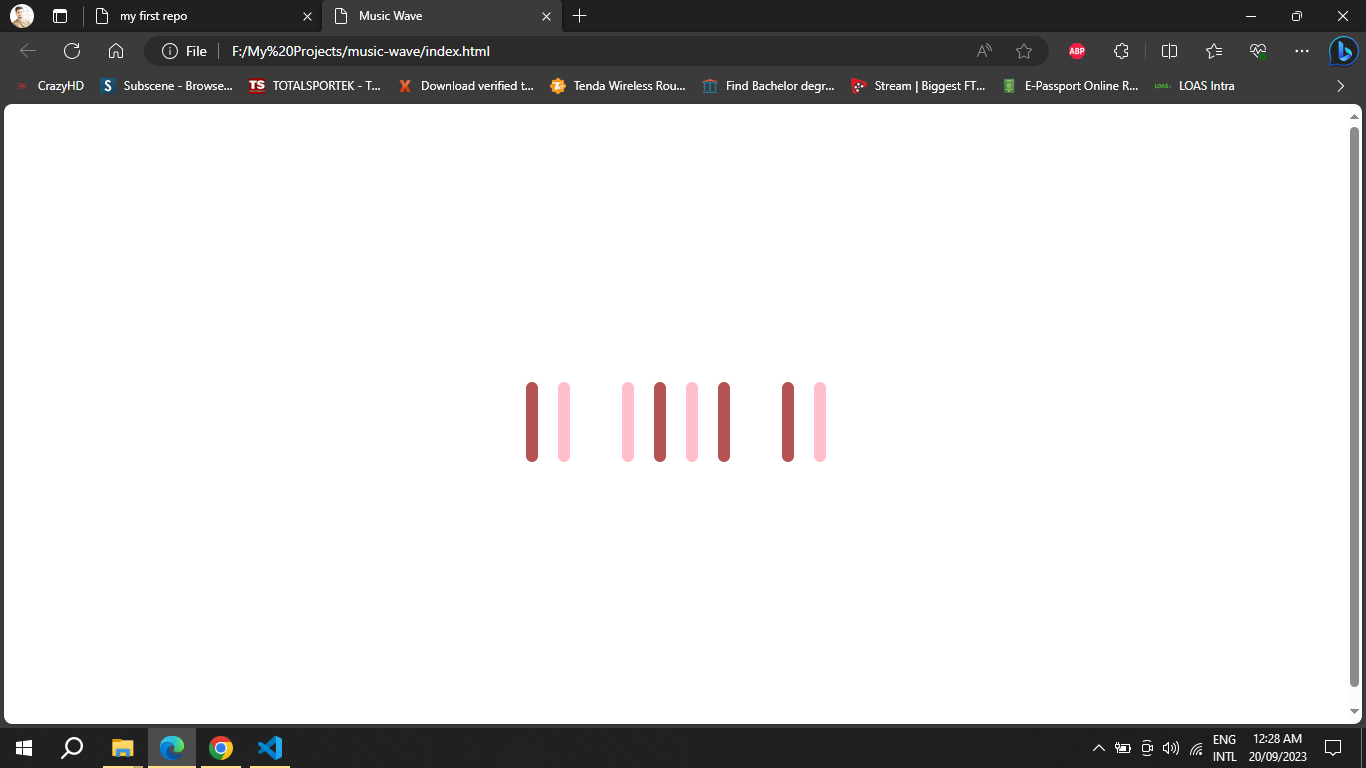 my first repo
Music Wave
File
F:/My%20Projects/music-wave/index.html
A
ABP
CrazyHD
S
Subscene - Browse...
TS
TOTALSPORTEK - T...
X
Download verified t...
Tenda Wireless Rou...
Find Bachelor degr...
Stream | Biggest FT...
E-Passport Online R...
LOAS
LOAS Intra
ENG
INTL
12:28 AM
20/09/2023